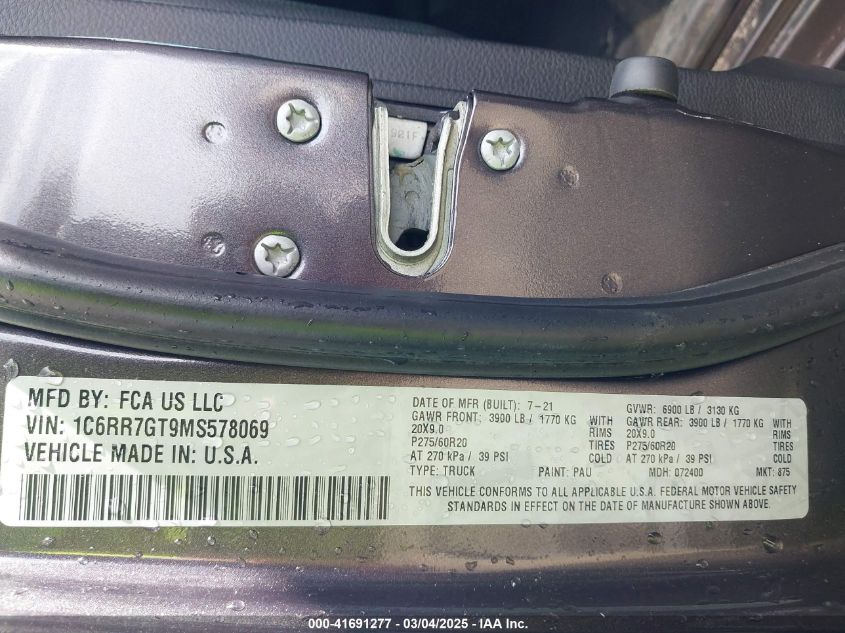 901F
MFD BY: FCA US LLC
VIN: 1C6RR7GT9MS578069
VEHICLE MADE IN: U.S.A.
DATE OF MFR (BUILT): 7-21
GAWR FRONT: 3900 LB / 1770 KG WITH
20X9.0 RIMS
P275/60R20 TIRES
AT 270 kPa / 39 PSI COLD
TYPE: TRUCK PAINT: PAU
GVWR: 6900 LB / 3130 KG
GAWR REAR: 3900 LB / 1770 KG WITH
20X9.0 RIMS
P275/60R20 TIRES
AT 270 kPa / 39 PSI COLD
MDH: 072400 MKT: 875
THIS VEHICLE CONFORMS TO ALL APPLICABLE U.S.A. FEDERAL MOTOR VEHICLE SAFETY
STANDARDS IN EFFECT ON THE DATE OF MANUFACTURE SHOWN ABOVE.
000-41691277 - 03/04/2025 - IAA Inc.